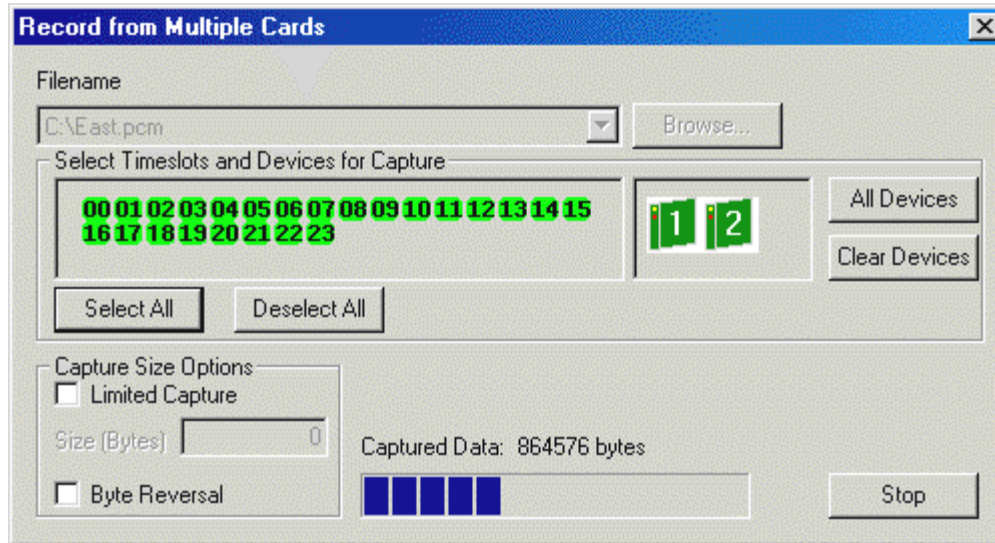 Record from Multiple Cards
Filename
C:\East.pcm
Browse...
Select Timeslots and Devices for Capture
00 01 02 03 04 05 06 07 08 09 10 11 12 13 14 15
16 17 18 19 20 21 22 23
1 2
All Devices
Clear Devices
Select All Deselect All
Capture Size Options
Limited Capture
Size (Bytes) 0
Captured Data: 864576 bytes
Byte Reversal
Stop